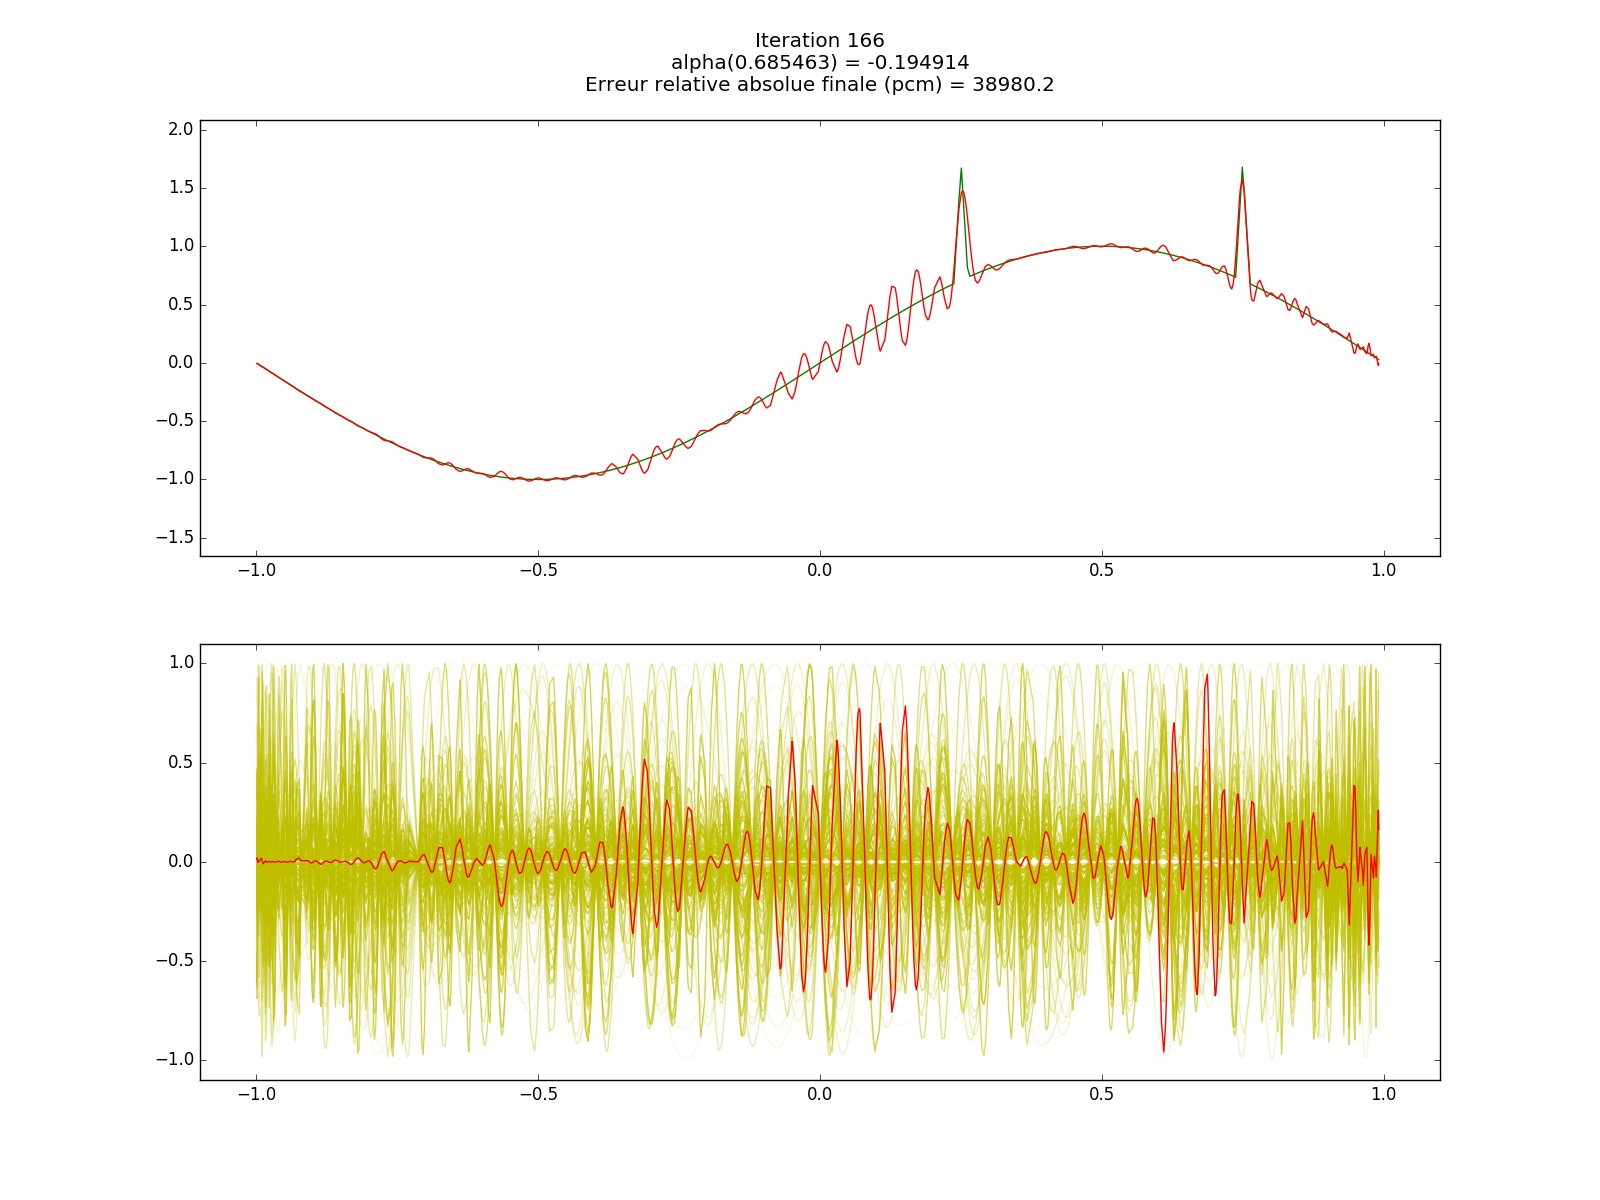 Iteration 166
alpha(0.685463) = -0.194914
Erreur relative absolue finale (pcm) = 38980.2
2.0
1.5
1.0
0.5
0.0
−0.5
−1.0
−1.5
−1.0 −0.5 0.0 0.5 1.0
1.0
0.5
0.0
−0.5
−1.0
−1.0 −0.5 0.0 0.5 1.0